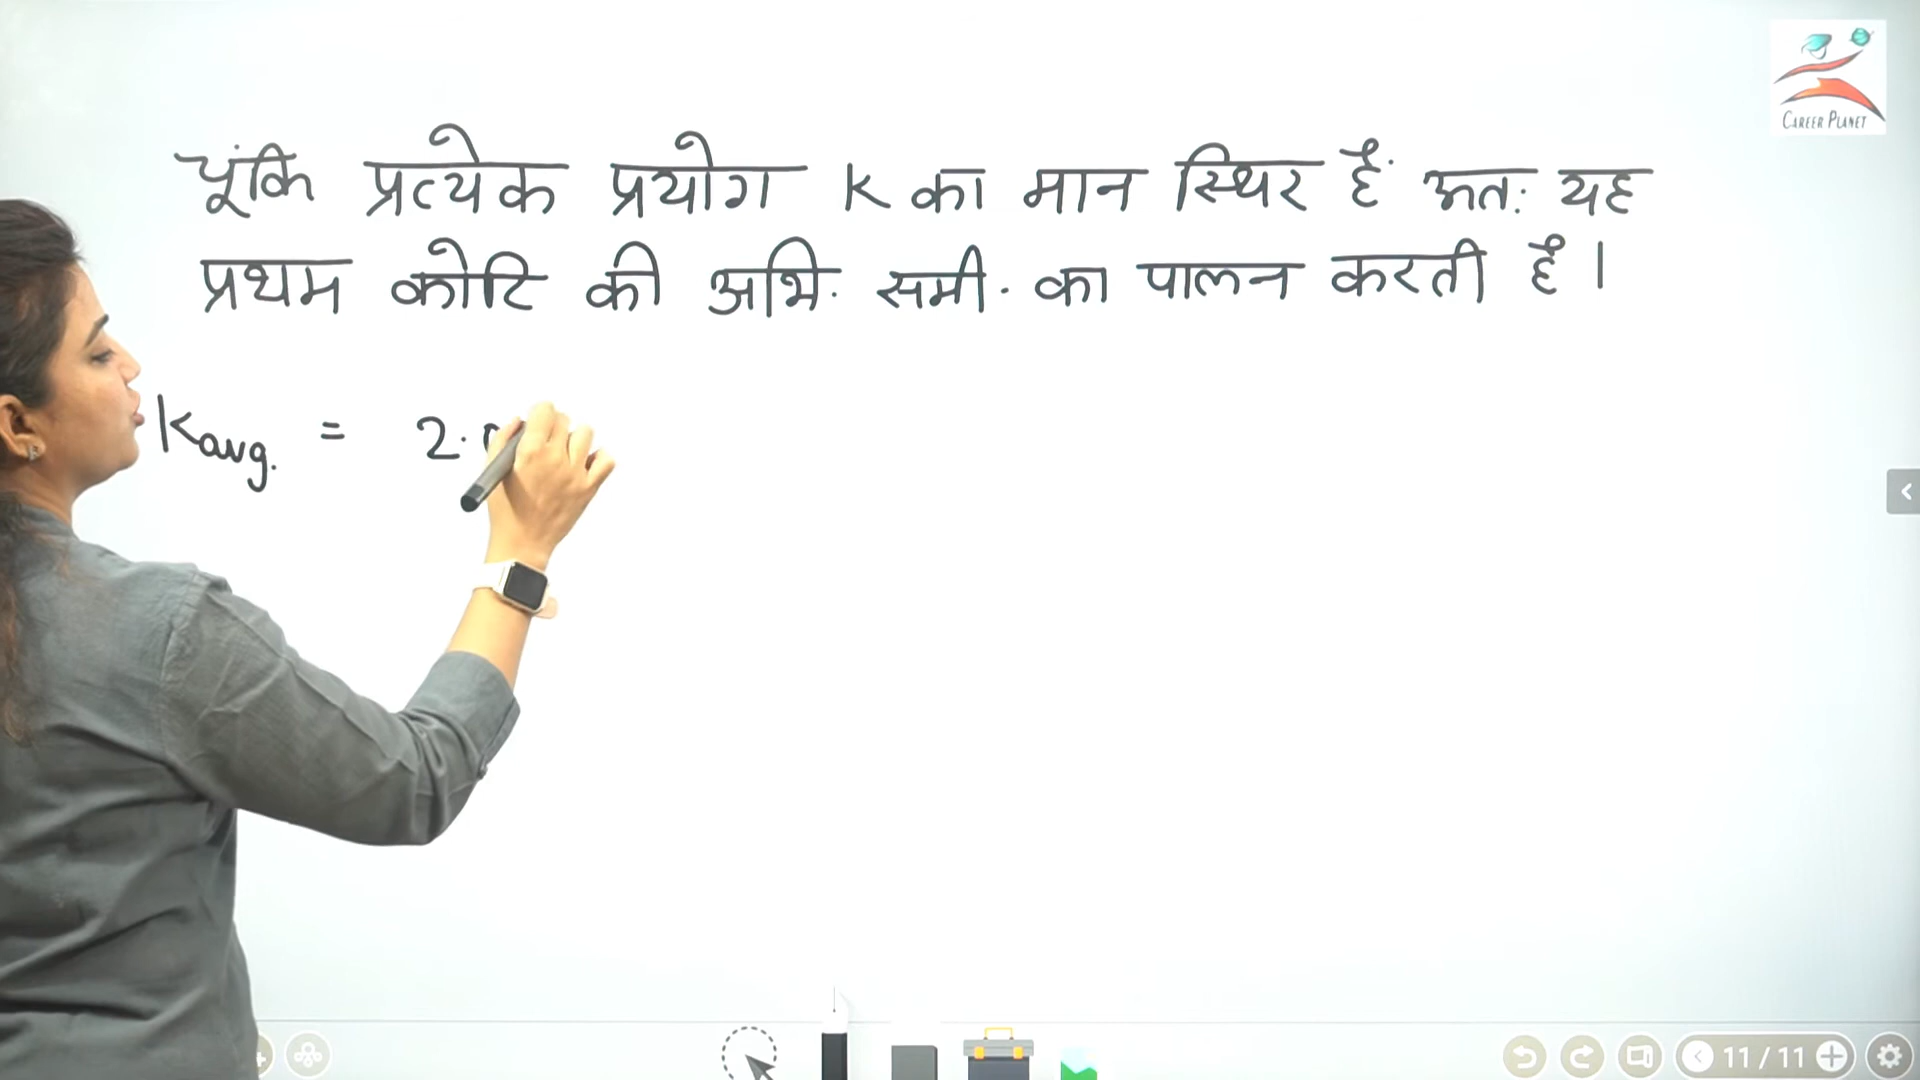 CAREER PLANET
चूंकि प्रत्येक प्रयोग K का मान स्थिर हैं अतः यह
प्रथम कोटि की अभि. समी. का पालन करती हैं।
Kavg. = 2.
11 / 11